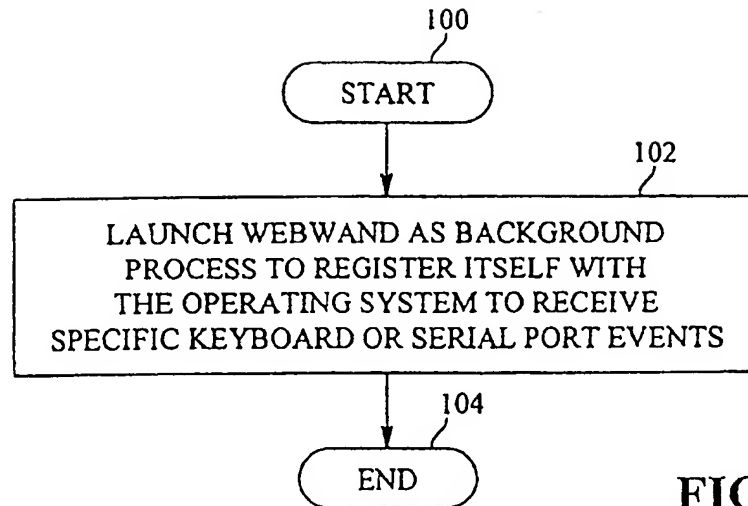 100
START
102
LAUNCH WEBWAND AS BACKGROUND
PROCESS TO REGISTER ITSELF WITH
THE OPERATING SYSTEM TO RECEIVE
SPECIFIC KEYBOARD OR SERIAL PORT EVENTS
104
END